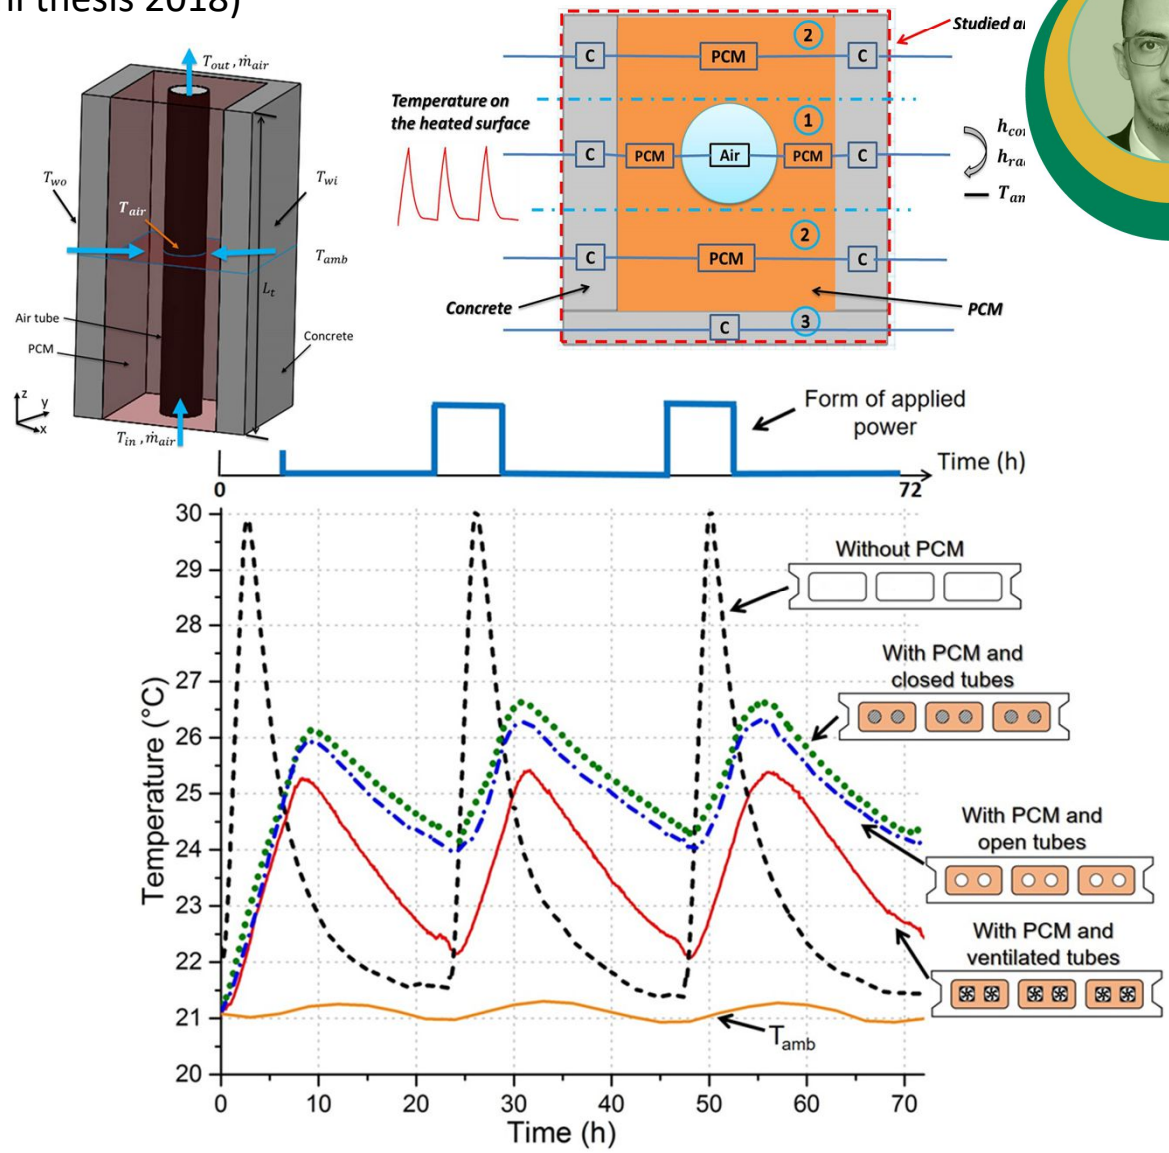 thesis 2018)
T_out , ṁ_air
T_wo
T_wi
T_air
T_amb
L_t
Air tube
PCM
Concrete
z
y
x
T_in , ṁ_air
Temperature on
the heated surface
Studied
2
C
PCM
C
1
C
PCM
Air
PCM
C
2
C
PCM
C
Concrete
PCM
3
C
Form of applied
power
Time (h)
0
72
30
29
28
27
26
25
24
23
22
21
20
Temperature (°C)
0
10
20
30
40
50
60
70
Time (h)
Without PCM
With PCM and
closed tubes
With PCM and
open tubes
With PCM and
ventilated tubes
T_amb